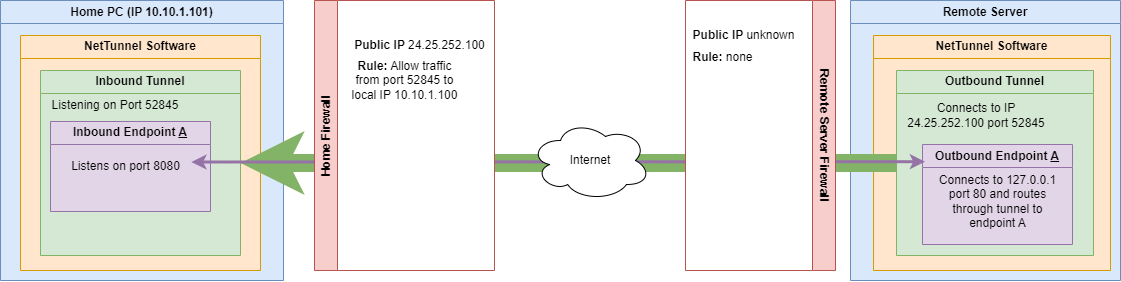 Home PC (IP 10.10.1.101)
NetTunnel Software
Inbound Tunnel
Listening on Port 52845
Inbound Endpoint A
Listens on port 8080
Home Firewall
Public IP 24.25.252.100
Rule: Allow traffic
from port 52845 to
local IP 10.10.1.100
Internet
Public IP unknown
Rule: none
Remote Server Firewall
Remote Server
NetTunnel Software
Outbound Tunnel
Connects to IP
24.25.252.100 port 52845
Outbound Endpoint A
Connects to 127.0.0.1
port 80 and routes
through tunnel to
endpoint A